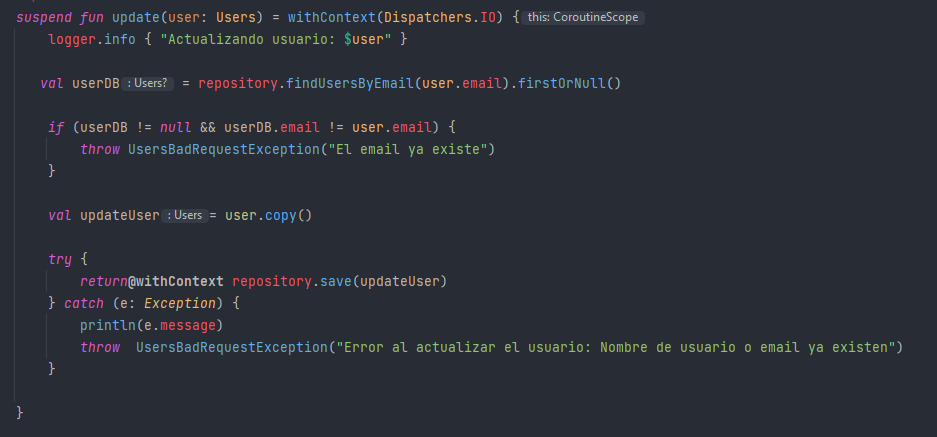 suspend fun update(user: Users) = withContext(Dispatchers.IO) { this: CoroutineScope
logger.info { "Actualizando usuario: $user" }
val userDB : Users? = repository.findUsersByEmail(user.email).firstOrNull()
if (userDB != null && userDB.email != user.email) {
throw UsersBadRequestException("El email ya existe")
}
val updateUser : Users = user.copy()
try {
return@withContext repository.save(updateUser)
} catch (e: Exception) {
println(e.message)
throw  UsersBadRequestException("Error al actualizar el usuario: Nombre de usuario o email ya existen")
}
}